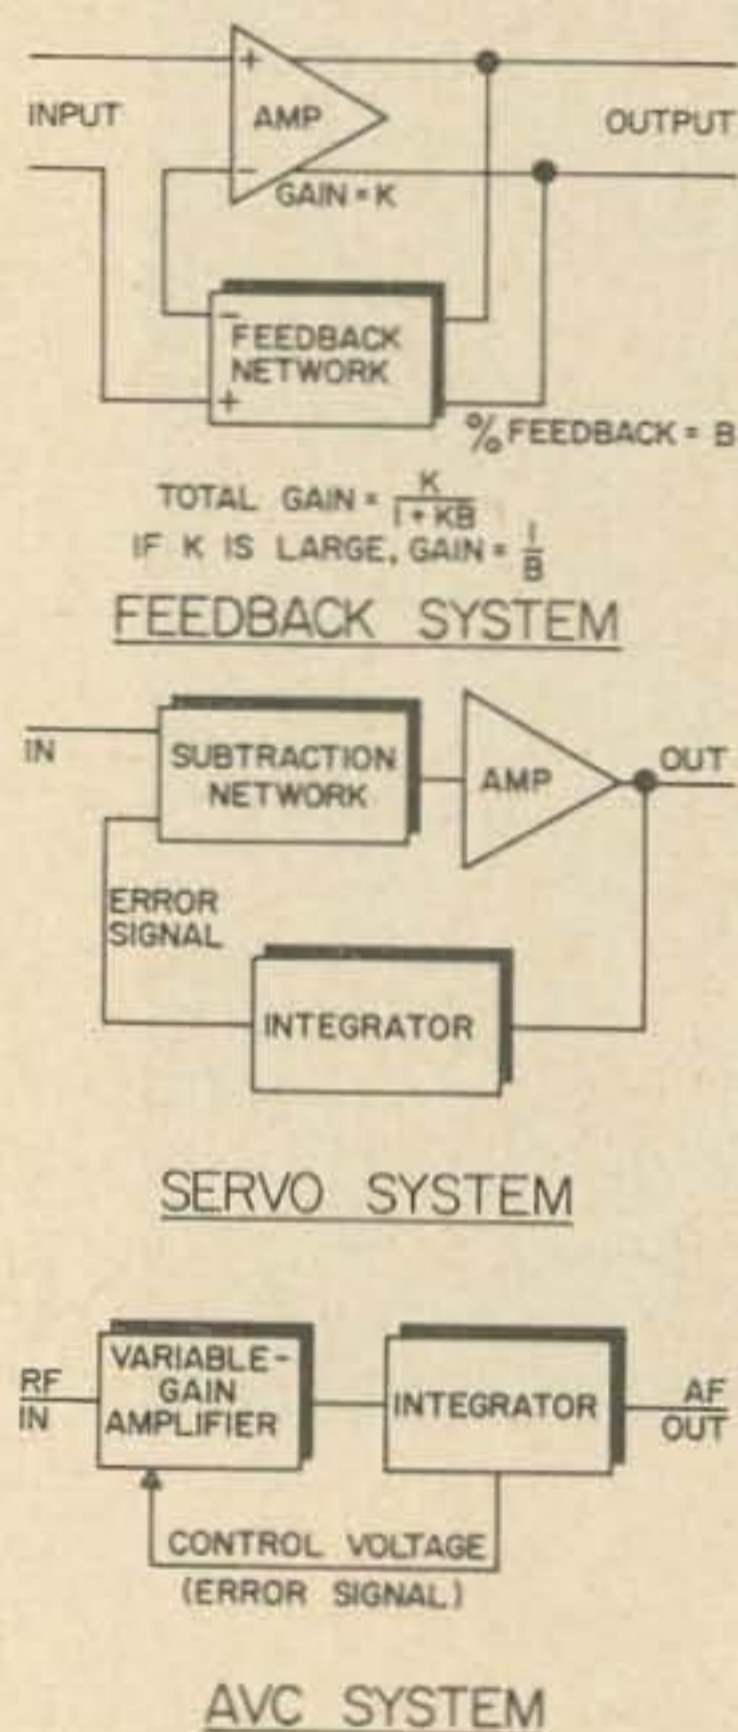 +
INPUT
AMP
OUTPUT
-
GAIN = K
-
FEEDBACK
NETWORK
+
% FEEDBACK = B
TOTAL GAIN = K / 1 + KB
IF K IS LARGE, GAIN = 1 / B
FEEDBACK SYSTEM
IN
SUBTRACTION
NETWORK
AMP
OUT
ERROR
SIGNAL
INTEGRATOR
SERVO SYSTEM
RF
IN
VARIABLE-
GAIN
AMPLIFIER
INTEGRATOR
AF
OUT
CONTROL VOLTAGE
(ERROR SIGNAL)
AVC SYSTEM